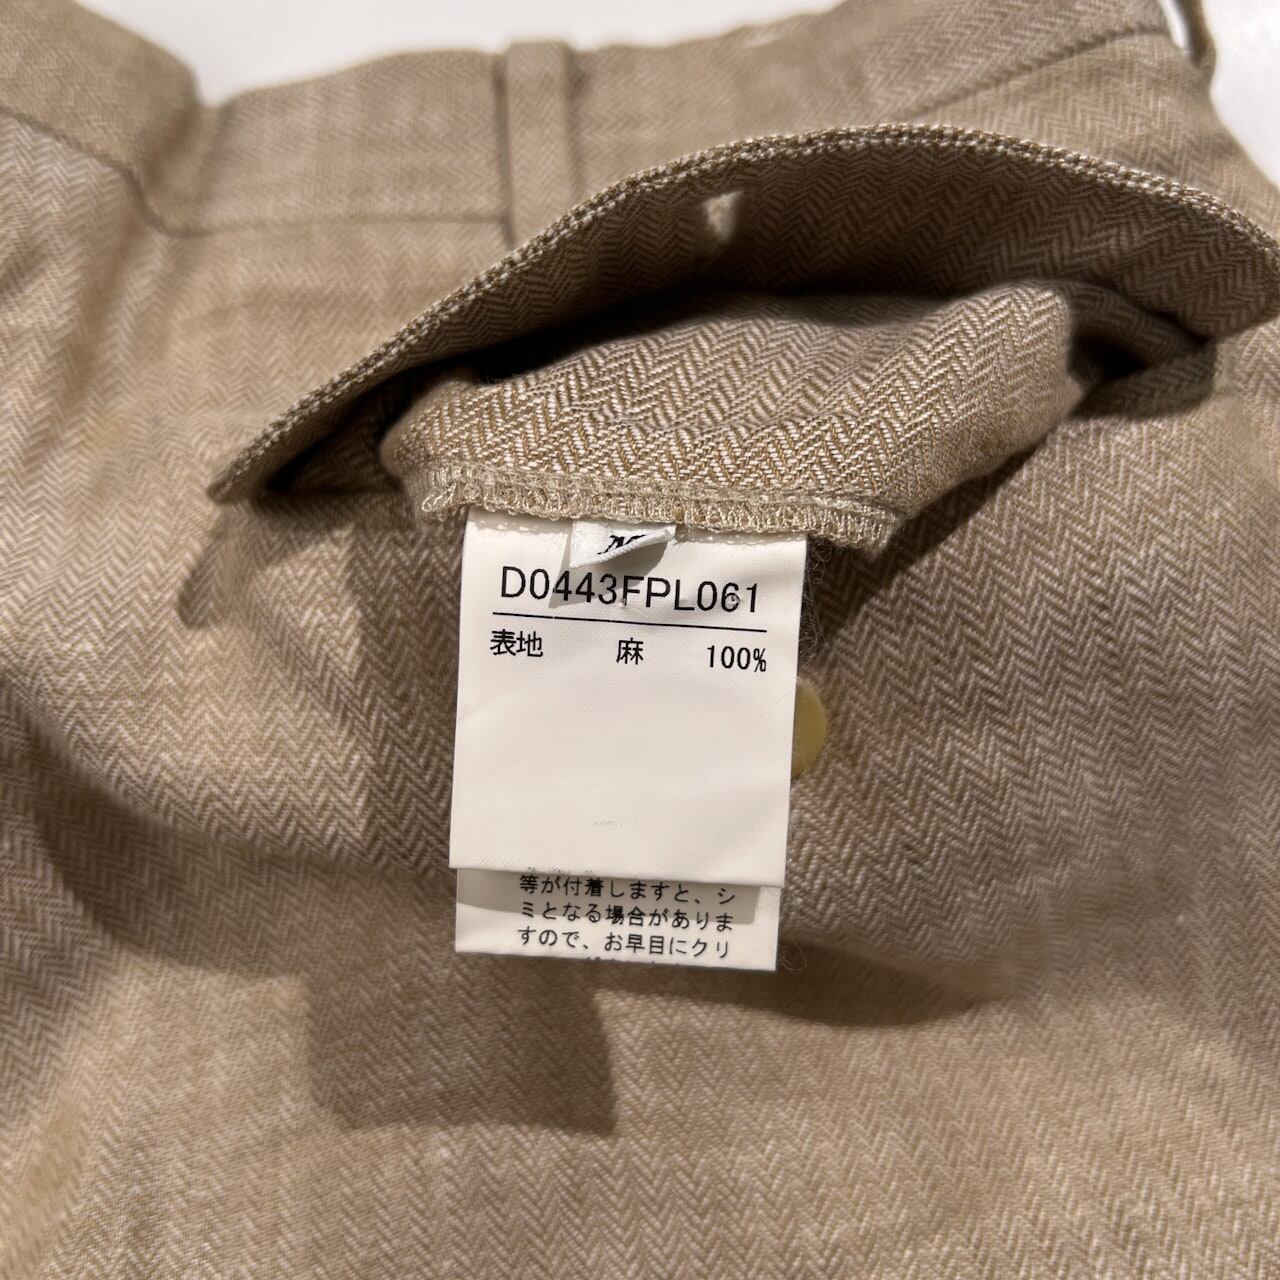 M
D0443FPL061
表地 麻 100%
等が付着しますと、シ
ミとなる場合がありま
すので、お早目にクリ